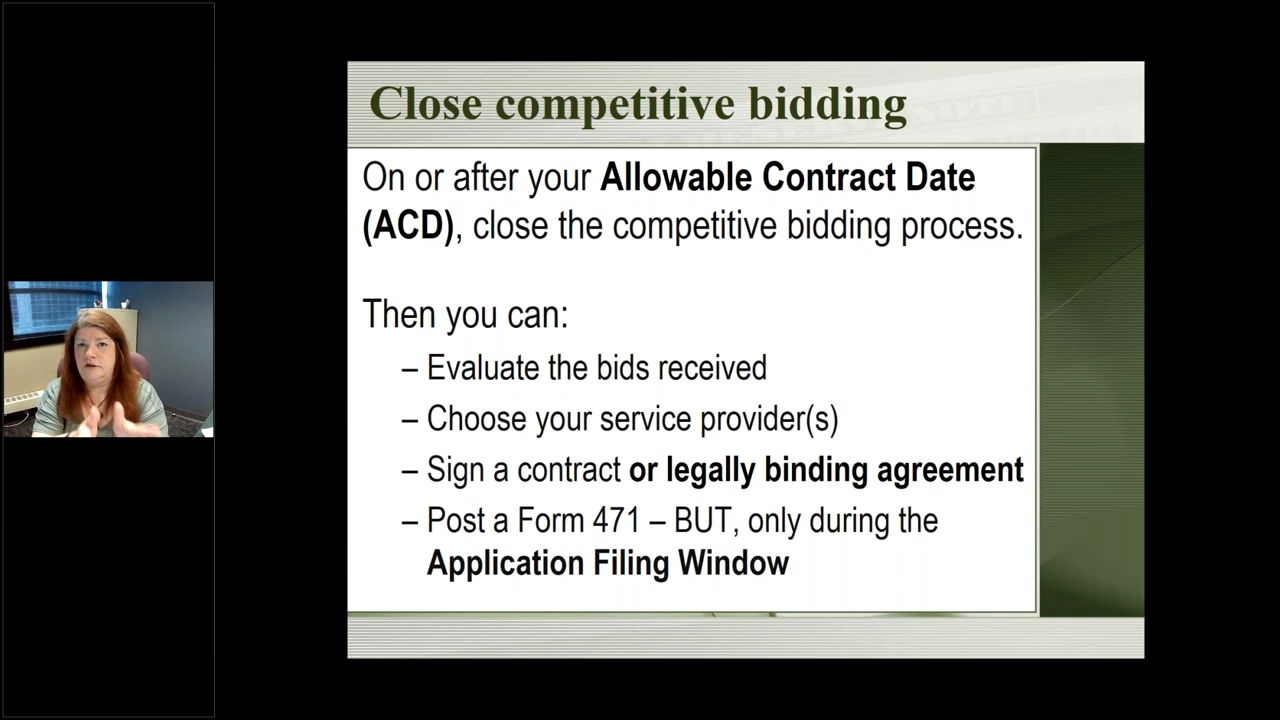 Close competitive bidding
On or after your Allowable Contract Date
(ACD), close the competitive bidding process.
Then you can:
– Evaluate the bids received
– Choose your service provider(s)
– Sign a contract or legally binding agreement
– Post a Form 471 – BUT, only during the
Application Filing Window